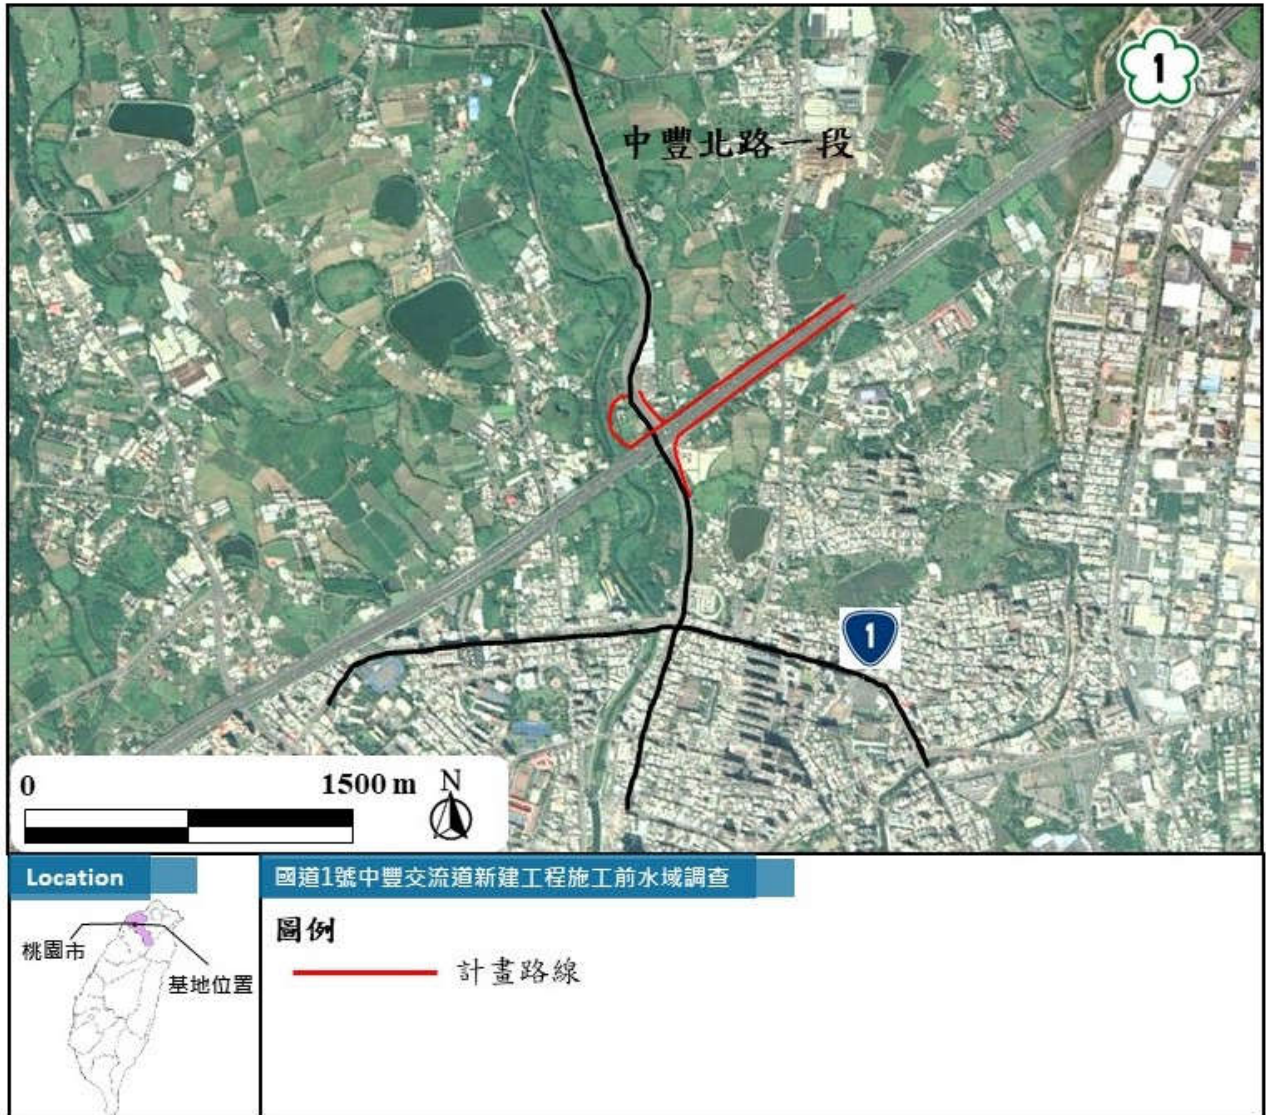 1
中豐北路一段
1
0 1500 m N
Location
國道1號中豐交流道新建工程施工前水域調查
圖例
桃園市
計畫路線
基地位置